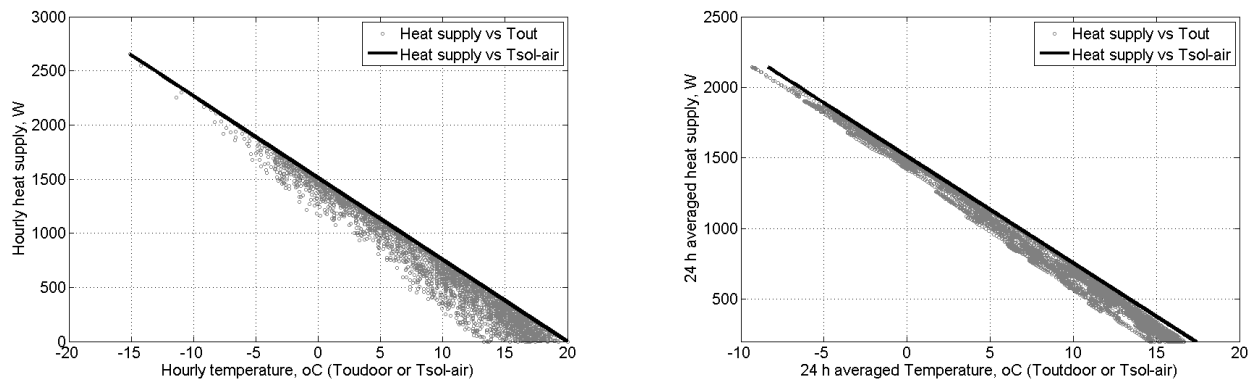 3000
2500
2000
1500
1000
500
0
-20 -15 -10 -5 0 5 10 15 20
Hourly heat supply, W
Hourly temperature, oC (Toudoor or Tsol-air)
Heat supply vs Tout
Heat supply vs Tsol-air
2500
2000
1500
1000
500
-10 -5 0 5 10 15 20
24 h averaged heat supply, W
24 h averaged Temperature, oC (Toutdoor or Tsol-air)
Heat supply vs Tout
Heat supply vs Tsol-air